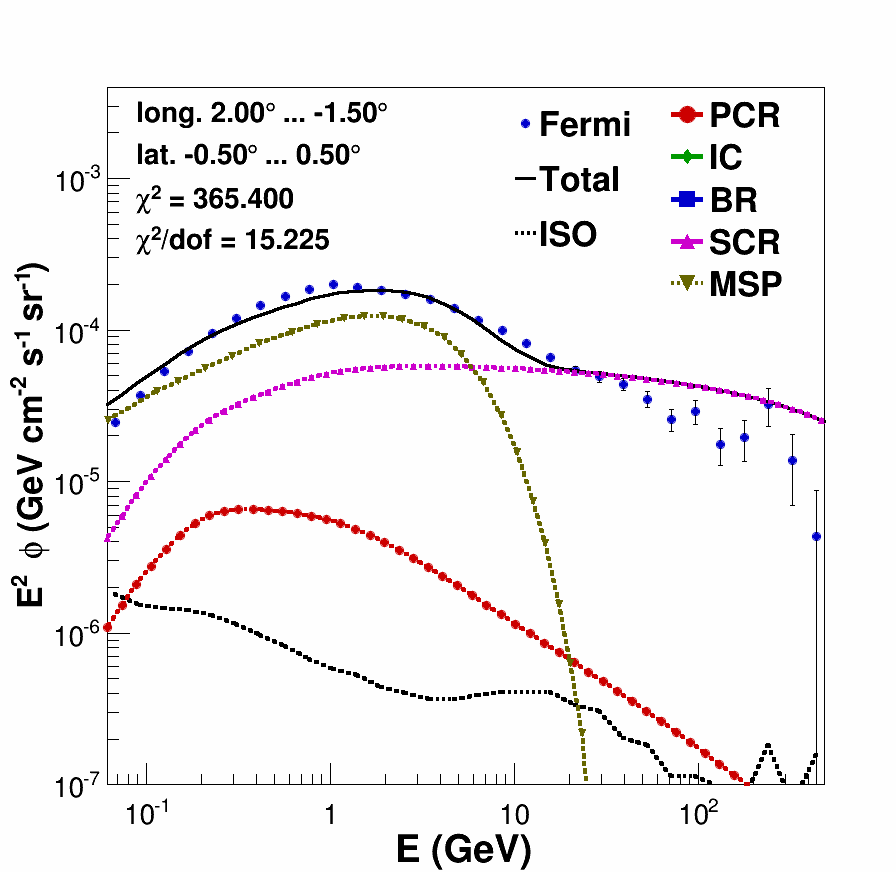 long. 2.00° ... -1.50°
lat. -0.50° ... 0.50°
χ² = 365.400
χ²/dof = 15.225
Fermi
Total
ISO
PCR
IC
BR
SCR
MSP
E² ϕ (GeV cm⁻² s⁻¹ sr⁻¹)
10⁻³
10⁻⁴
10⁻⁵
10⁻⁶
10⁻⁷
10⁻¹ 1 10 10²
E (GeV)